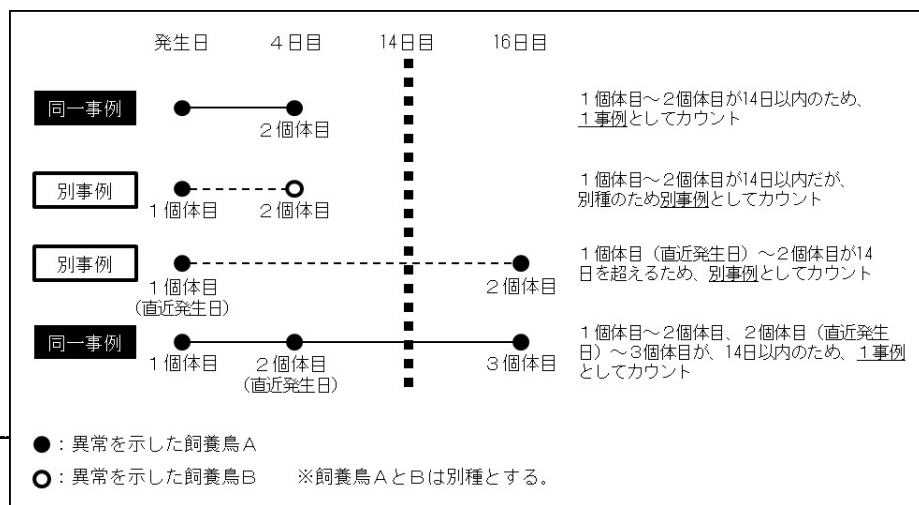 発生日 ４日目 14日目 16日目
同一事例
２個体目
１個体目～２個体目が14日以内のため、
１事例としてカウント
別事例
１個体目 ２個体目
１個体目～２個体目が14日以内だが、
別種のため別事例としてカウント
別事例
１個体目
(直近発生日)
２個体目
１個体目（直近発生日）～２個体目が14
日を超えるため、別事例としてカウント
同一事例
１個体目 ２個体目
(直近発生日)
３個体目
１個体目～２個体目、２個体目（直近発生
日）～３個体目が、14日以内のため、１事例
としてカウント
●：異常を示した飼養鳥Ａ
○：異常を示した飼養鳥Ｂ ※飼養鳥ＡとＢは別種とする。